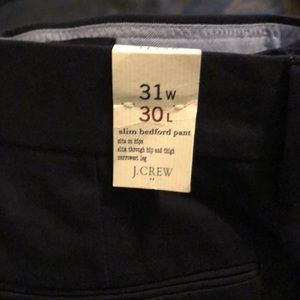 31W
30L
slim bedford pant
sits on hips
slim through hip and thigh
narrowest leg
J.CREW